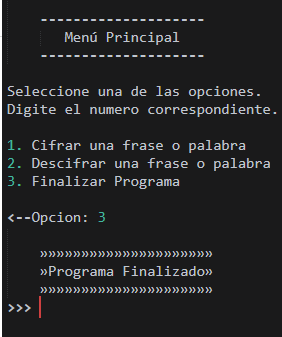 --------------------
Menú Principal
--------------------
Seleccione una de las opciones.
Digite el numero correspondiente.
1. Cifrar una frase o palabra
2. Descifrar una frase o palabra
3. Finalizar Programa
<--Opcion: 3
»»»»»»»»»»»»»»»»»»»»»
»Programa Finalizado»
»»»»»»»»»»»»»»»»»»»»»
>>>